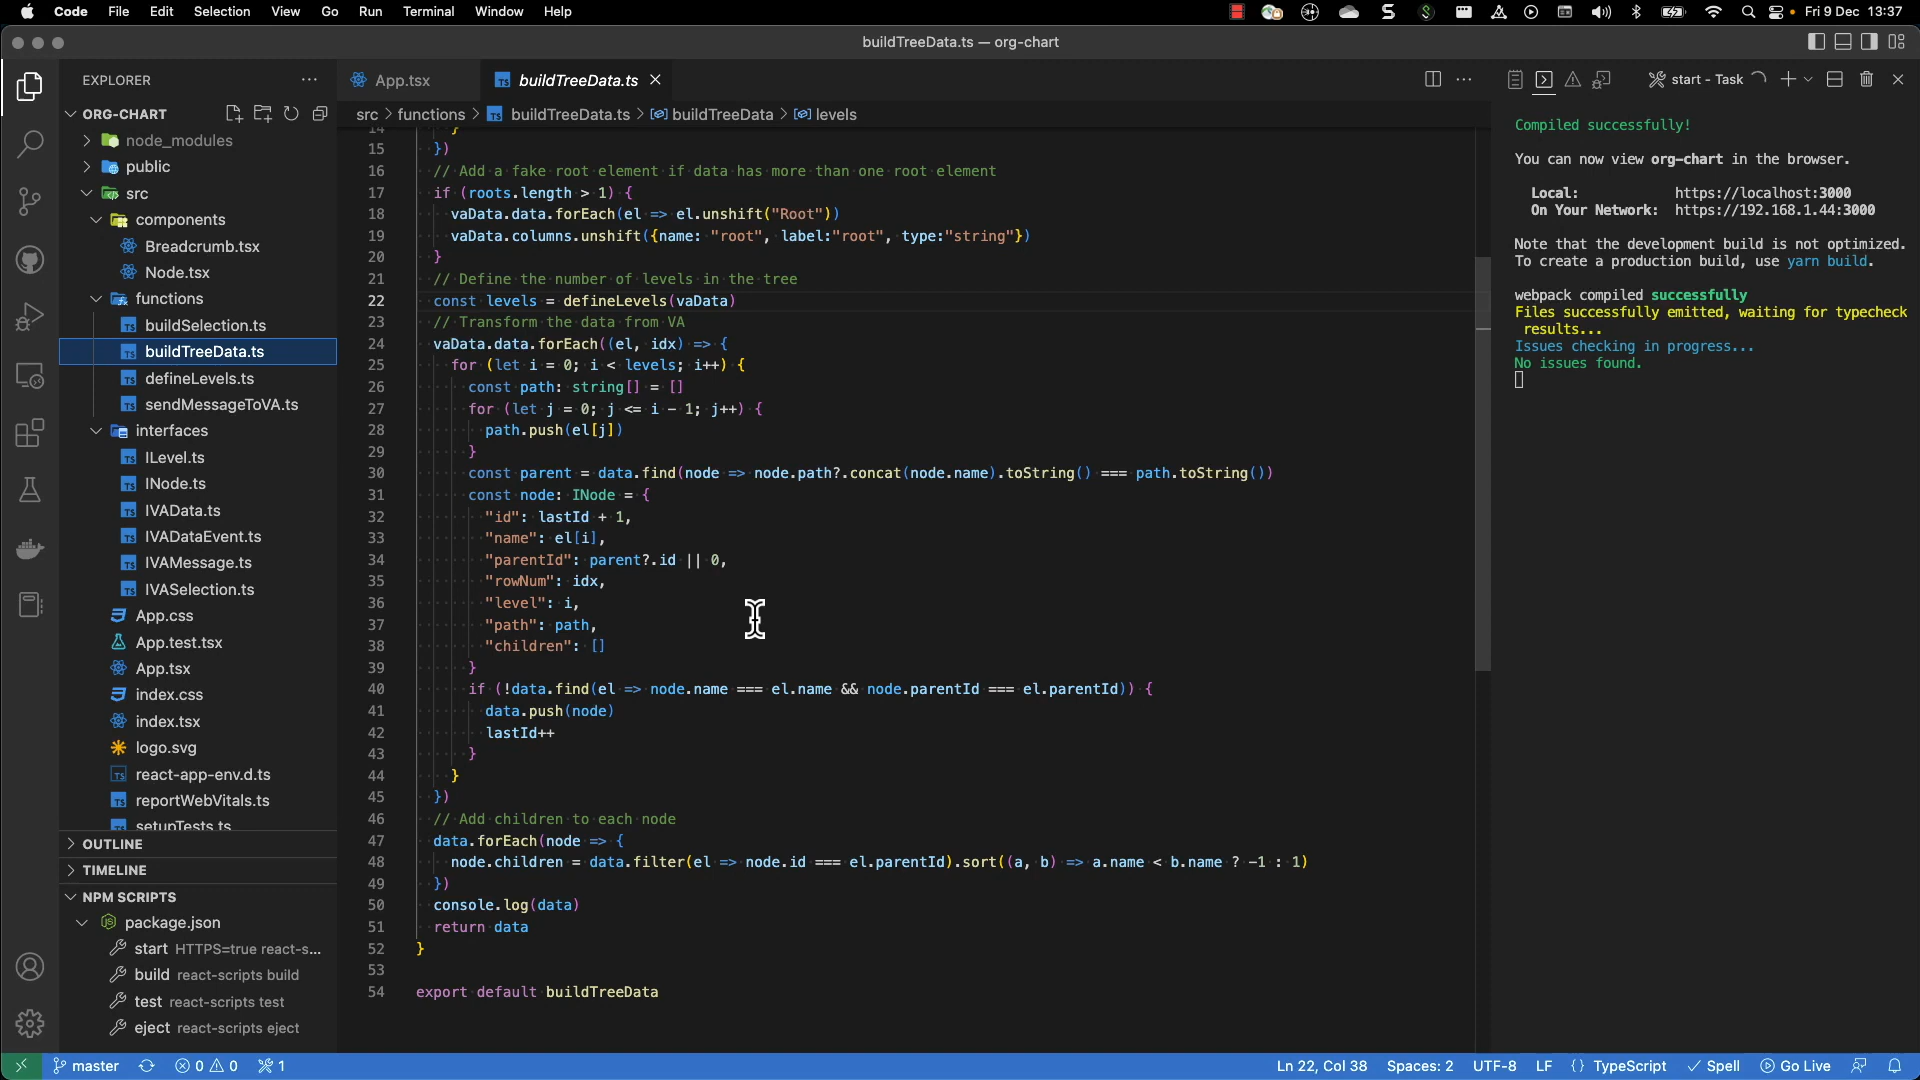 Code File Edit Selection View Go Run Terminal Window Help
Fri 9 Dec 13:37
buildTreeData.ts — org-chart
EXPLORER
ORG-CHART
node_modules
public
src
components
Breadcrumb.tsx
Node.tsx
functions
buildSelection.ts
buildTreeData.ts
defineLevels.ts
sendMessageToVA.ts
interfaces
ILevel.ts
INode.ts
IVAData.ts
IVADataEvent.ts
IVAMessage.ts
IVASelection.ts
App.css
App.test.tsx
App.tsx
index.css
index.tsx
logo.svg
react-app-env.d.ts
reportWebVitals.ts
setupTests.ts
OUTLINE
TIMELINE
NPM SCRIPTS
package.json
start HTTPS=true react-s...
build react-scripts build
test react-scripts test
eject react-scripts eject
App.tsx buildTreeData.ts
src > functions > buildTreeData.ts > buildTreeData > levels
14 }
15 })
16 // Add a fake root element if data has more than one root element
17 if (roots.length > 1) {
18 vaData.data.forEach(el => el.unshift("Root"))
19 vaData.columns.unshift({name: "root", label:"root", type:"string"})
20 }
21 // Define the number of levels in the tree
22 const levels = defineLevels(vaData)
23 // Transform the data from VA
24 vaData.data.forEach((el, idx) => {
25 for (let i = 0; i < levels; i++) {
26 const path: string[] = []
27 for (let j = 0; j <= i - 1; j++) {
28 path.push(el[j])
29 }
30 const parent = data.find(node => node.path?.concat(node.name).toString() === path.toString())
31 const node: INode = {
32 "id": lastId + 1,
33 "name": el[i],
34 "parentId": parent?.id || 0,
35 "rowNum": idx,
36 "level": i,
37 "path": path,
38 "children": []
39 }
40 if (!data.find(el => node.name === el.name && node.parentId === el.parentId)) {
41 data.push(node)
42 lastId++
43 }
44 }
45 })
46 // Add children to each node
47 data.forEach(node => {
48 node.children = data.filter(el => node.id === el.parentId).sort((a, b) => a.name < b.name ? -1 : 1)
49 })
50 console.log(data)
51 return data
52 }
53
54 export default buildTreeData
start - Task
Compiled successfully!
You can now view org-chart in the browser.
Local: https://localhost:3000
On Your Network: https://192.168.1.44:3000
Note that the development build is not optimized.
To create a production build, use yarn build.
webpack compiled successfully
Files successfully emitted, waiting for typecheck
results...
Issues checking in progress...
No issues found.
master 0 0 1
Ln 22, Col 38 Spaces: 2 UTF-8 LF {} TypeScript Spell Go Live